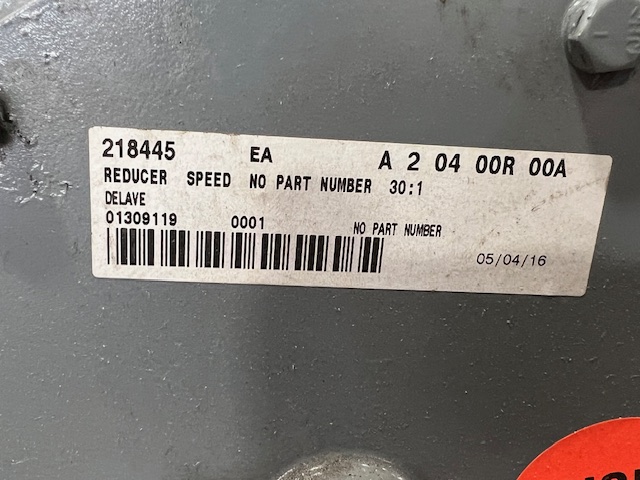 218445 EA A 2 04 00R 00A
REDUCER SPEED NO PART NUMBER 30:1
DELAVE
01309119 0001 NO PART NUMBER
05/04/16